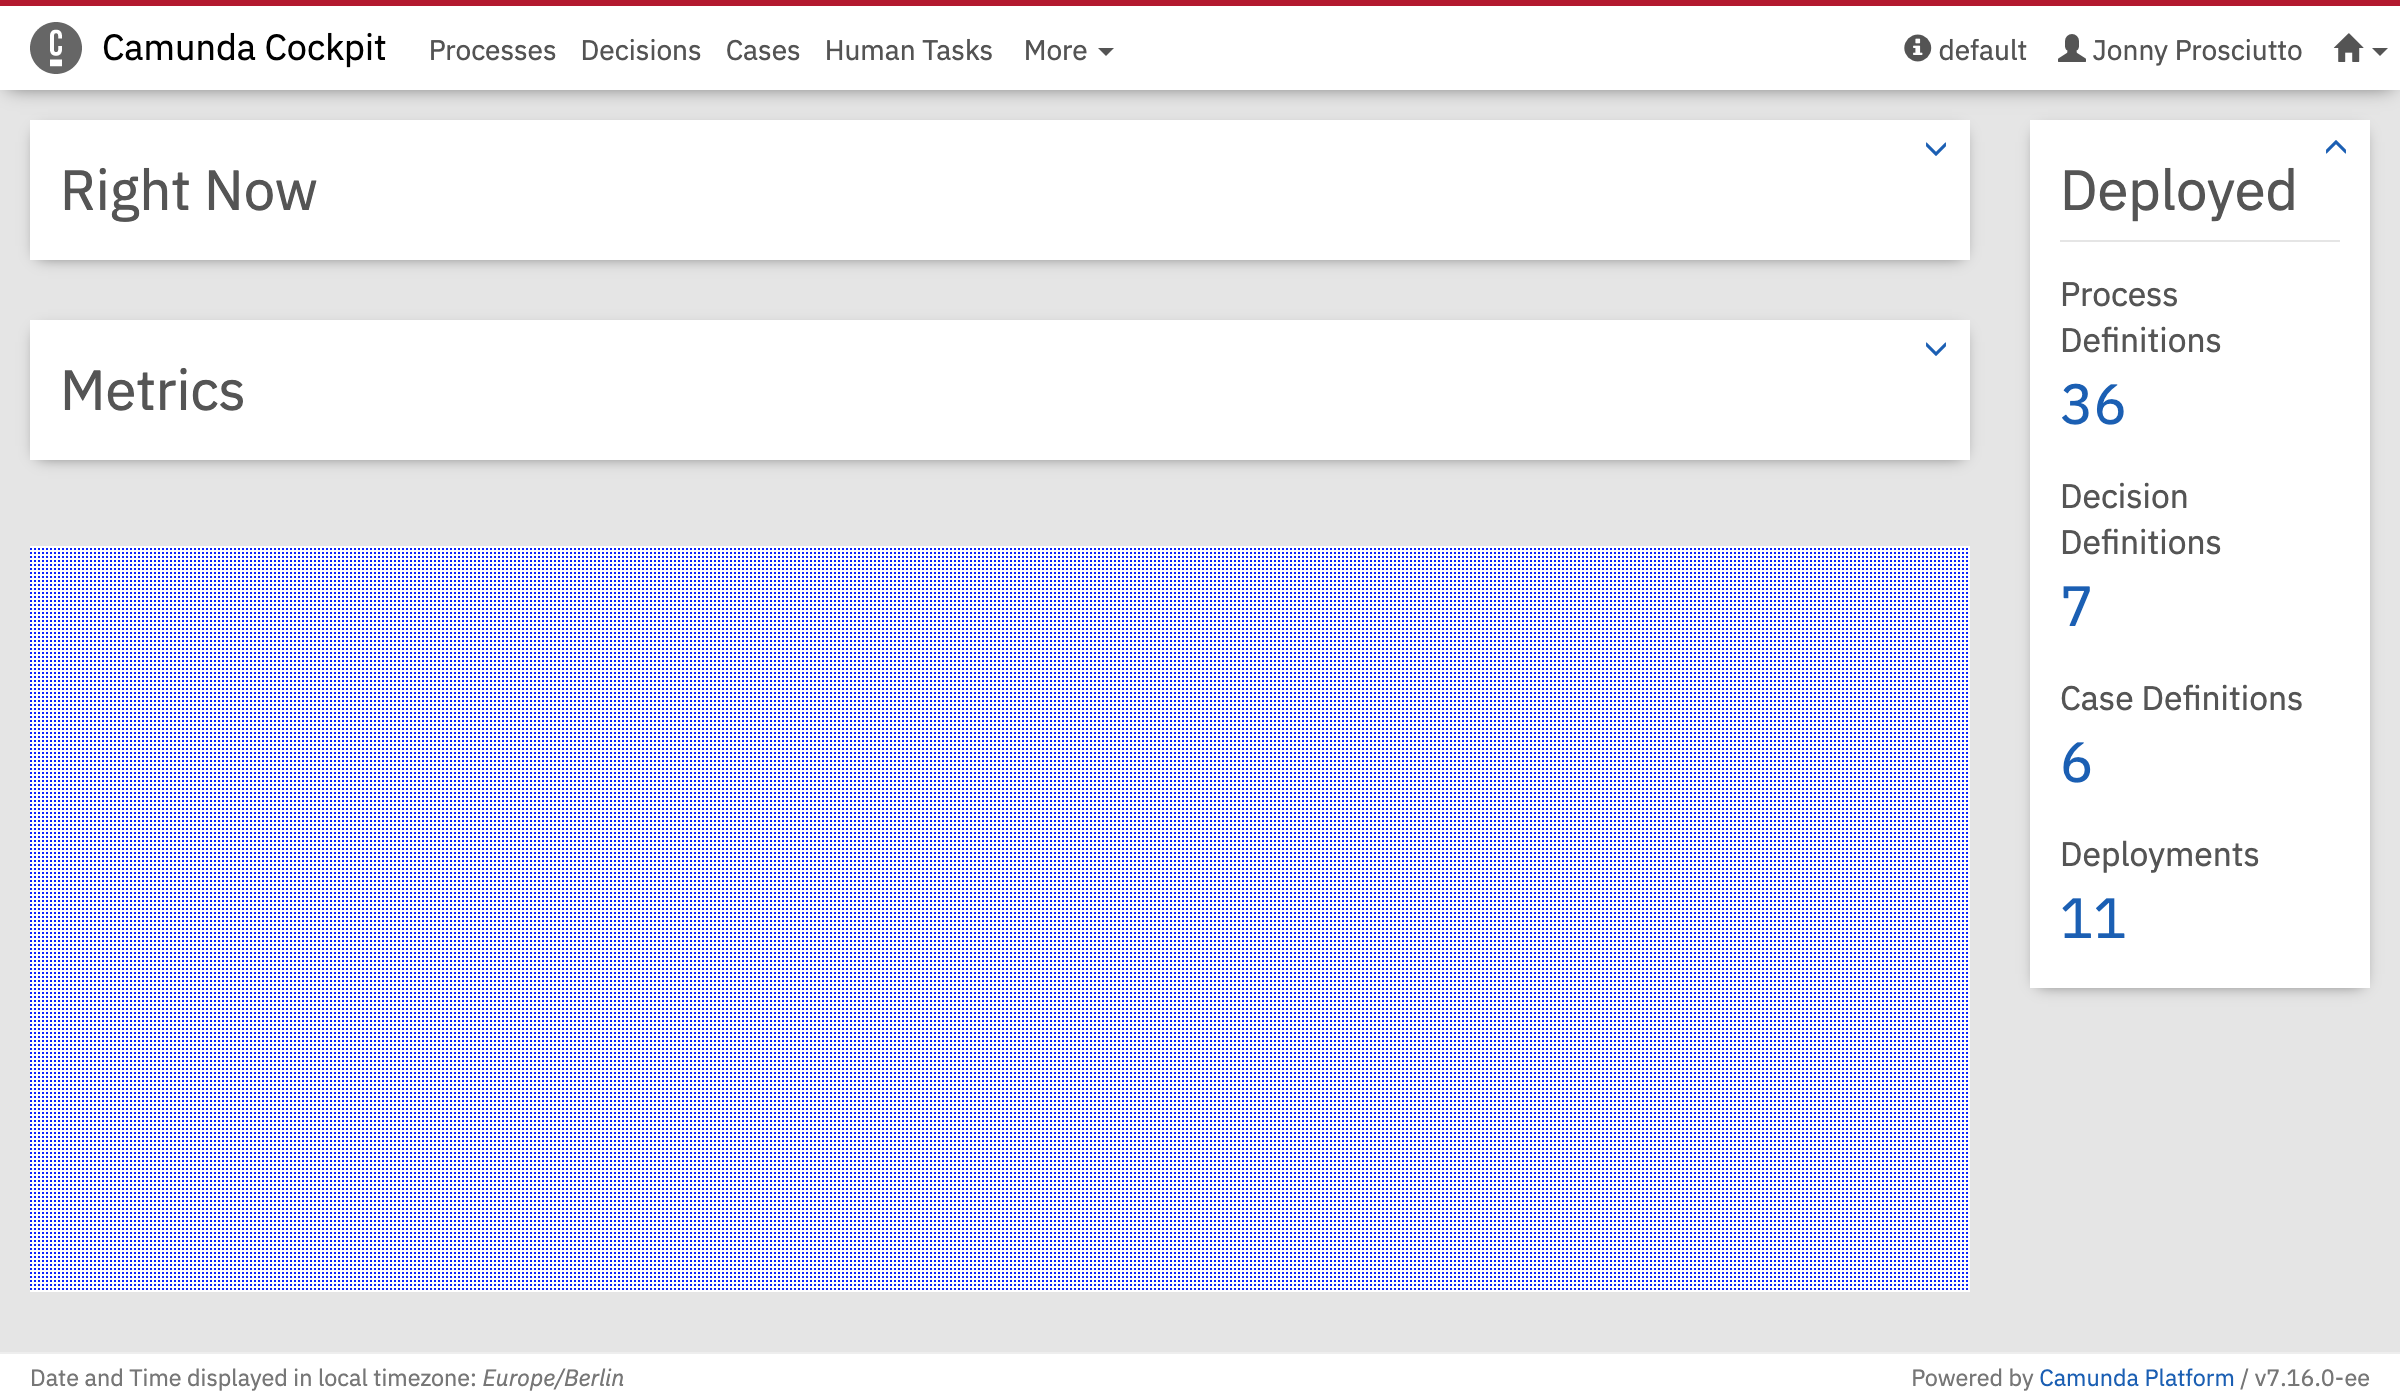 Camunda Cockpit Processes Decisions Cases Human Tasks More default Jonny Prosciutto
Right Now
Metrics
Deployed
Process
Definitions
36
Decision
Definitions
7
Case Definitions
6
Deployments
11
Date and Time displayed in local timezone: Europe/Berlin
Powered by Camunda Platform / v7.16.0-ee